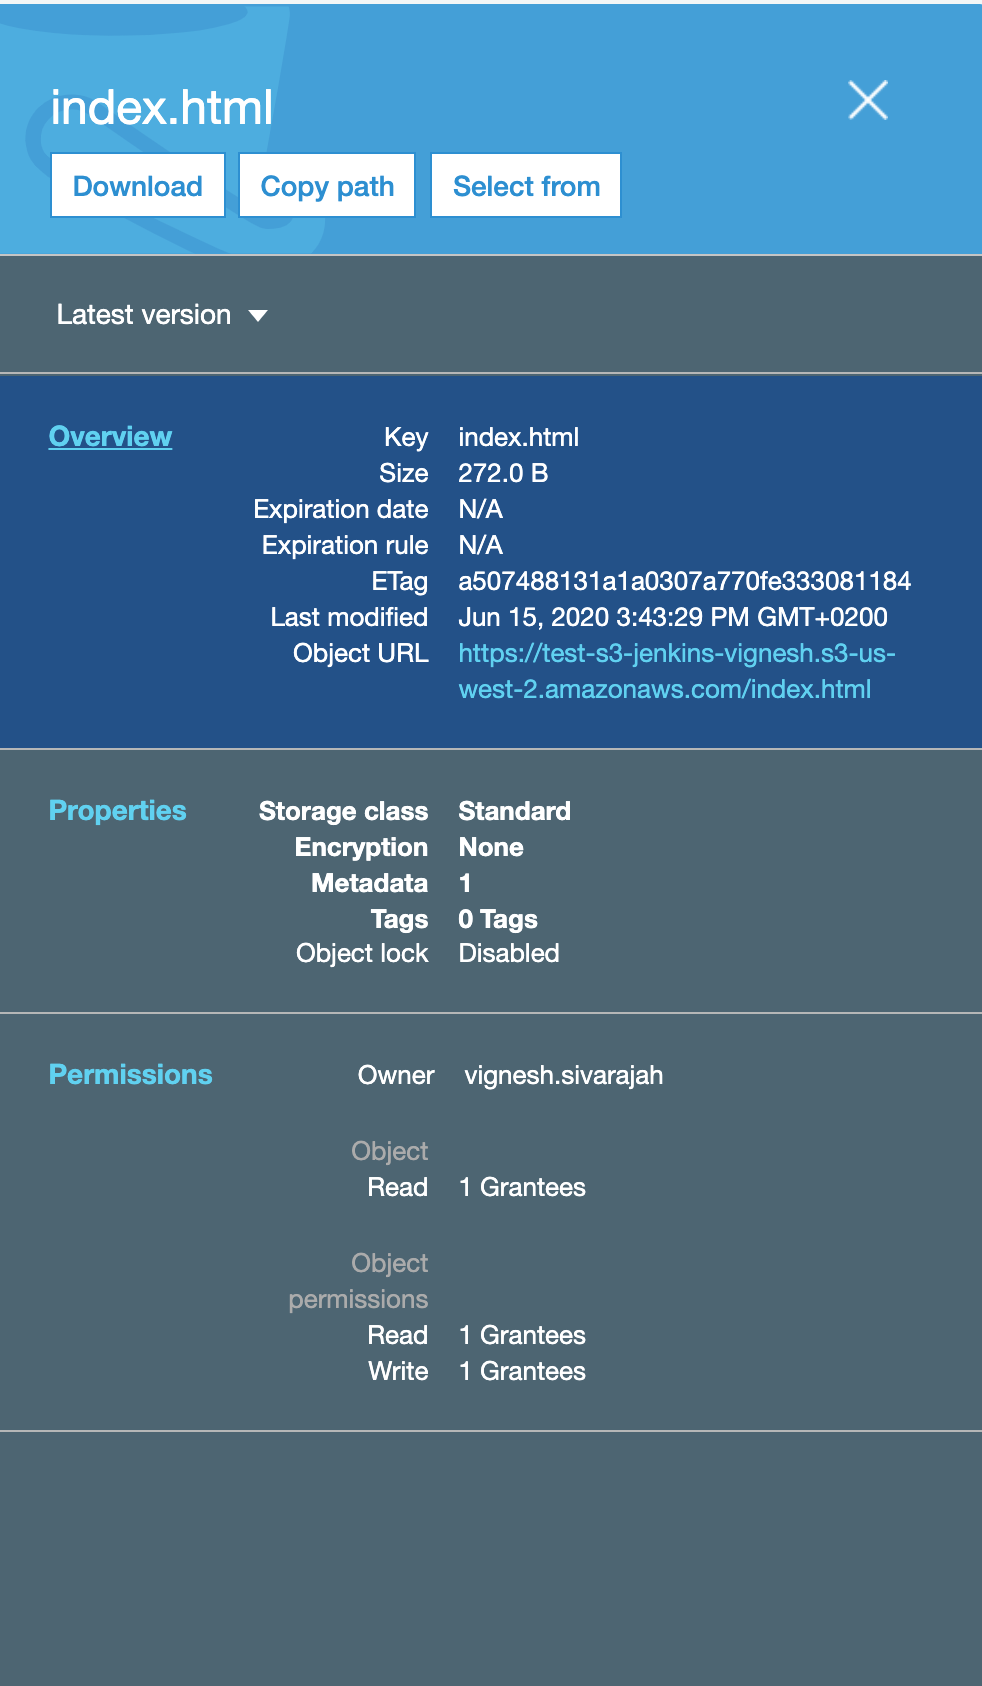 index.html
Download Copy path Select from
Latest version
Overview Key index.html
Size 272.0 B
Expiration date N/A
Expiration rule N/A
ETag a507488131a1a0307a770fe333081184
Last modified Jun 15, 2020 3:43:29 PM GMT+0200
Object URL https://test-s3-jenkins-vignesh.s3-us-
west-2.amazonaws.com/index.html
Properties Storage class Standard
Encryption None
Metadata 1
Tags 0 Tags
Object lock Disabled
Permissions Owner vignesh.sivarajah
Object
Read 1 Grantees
Object
permissions
Read 1 Grantees
Write 1 Grantees